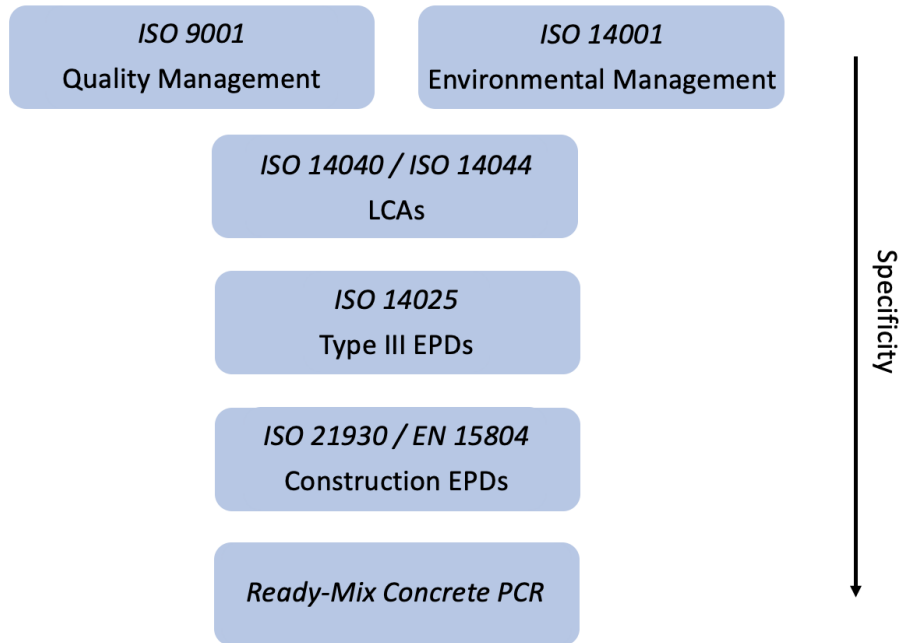 ISO 9001
Quality Management
ISO 14001
Environmental Management
ISO 14040 / ISO 14044
LCAs
ISO 14025
Type III EPDs
ISO 21930 / EN 15804
Construction EPDs
Ready-Mix Concrete PCR
Specificity